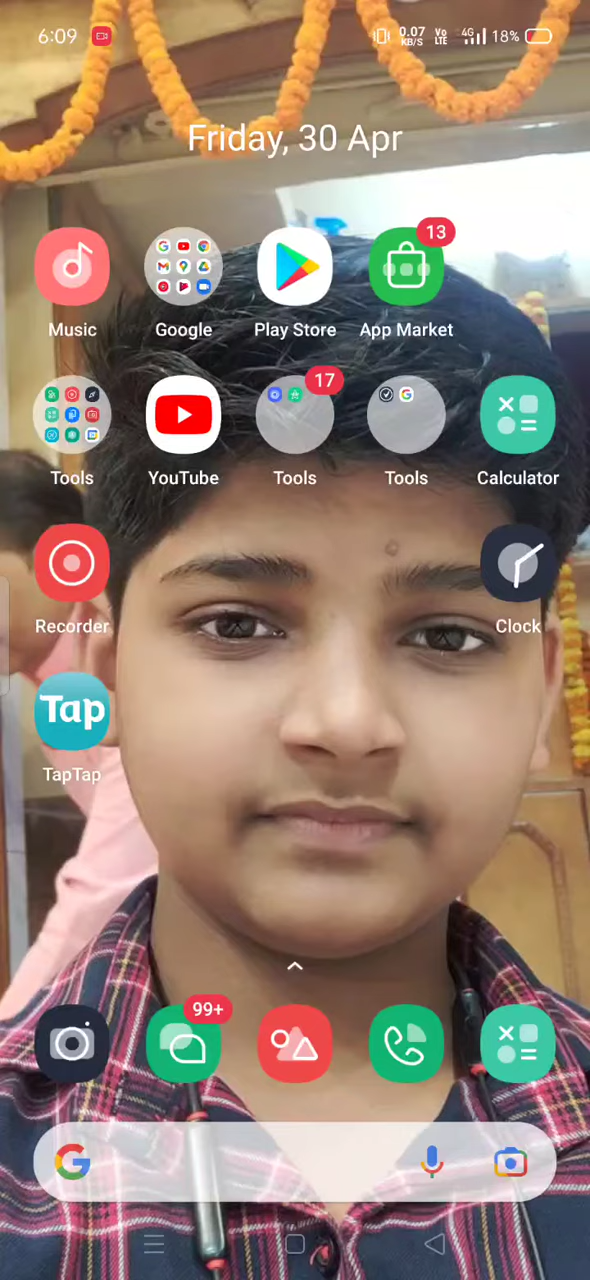 6:09 0.07 KB/S Vo LTE 4G 18%
Friday, 30 Apr
13
Music Google Play Store App Market
17
Tools YouTube Tools Tools Calculator
Recorder Clock
Tap
TapTap
99+